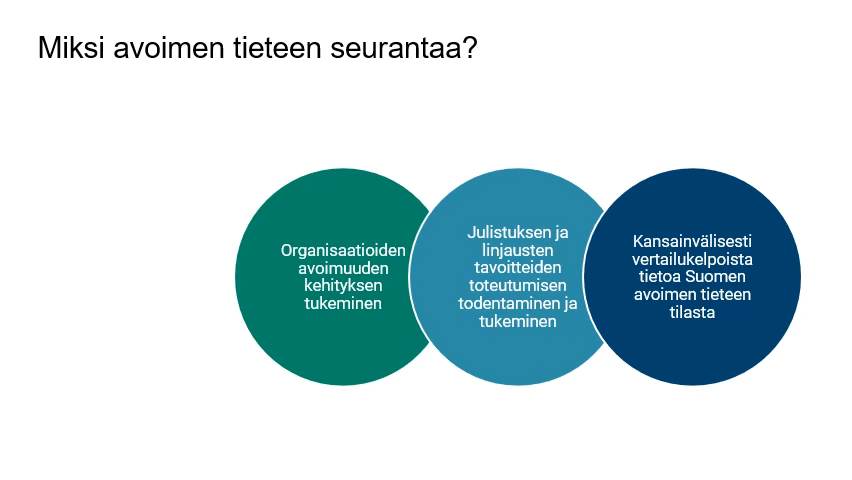 Miksi avoimen tieteen seurantaa?
Organisaatioiden
avoimuuden
kehityksen
tukeminen
Julistuksen ja
linjausten
tavoitteiden
toteutumisen
todentaminen ja
tukeminen
Kansainvälisesti
vertailukelpoista
tietoa Suomen
avoimen tieteen
tilasta